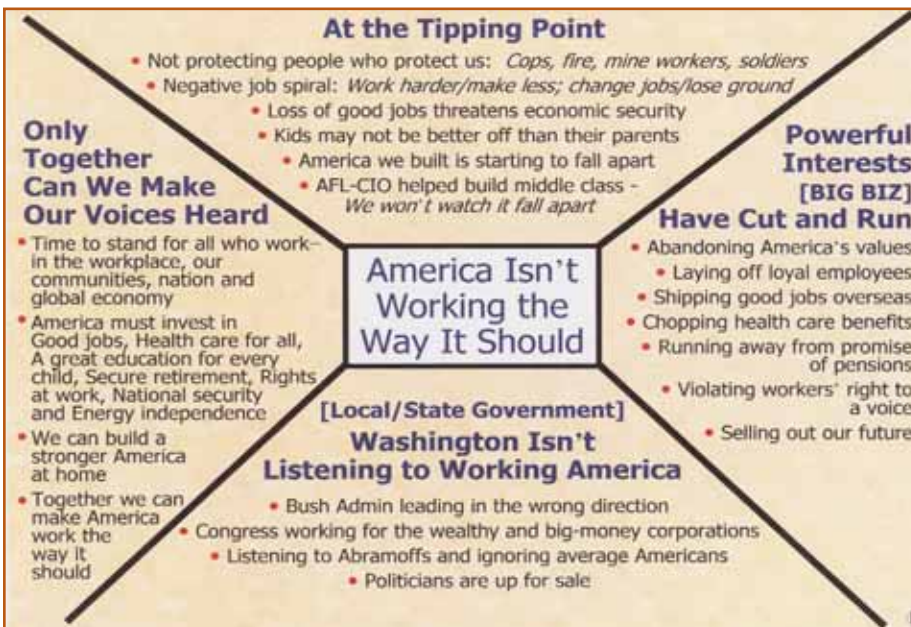 At the Tipping Point
• Not protecting people who protect us: Cops, fire, mine workers, soldiers
• Negative job spiral: Work harder/make less; change jobs/lose ground
• Loss of good jobs threatens economic security
• Kids may not be better off than their parents
• America we built is starting to fall apart
• AFL-CIO helped build middle class -
We won't watch it fall apart
Only
Together
Can We Make
Our Voices Heard
• Time to stand for all who work–
in the workplace, our
communities, nation and
global economy
• America must invest in
Good jobs, Health care for all,
A great education for every
child, Secure retirement, Rights
at work, National security
and Energy independence
• We can build a
stronger America
at home
• Together we can
make America
work the
way it
should
America Isn't
Working the
Way It Should
Powerful
Interests
[BIG BIZ]
Have Cut and Run
• Abandoning America's values
• Laying off loyal employees
• Shipping good jobs overseas
• Chopping health care benefits
• Running away from promise
of pensions
• Violating workers' right to
a voice
• Selling out our future
[Local/State Government]
Washington Isn't
Listening to Working America
• Bush Admin leading in the wrong direction
• Congress working for the wealthy and big-money corporations
• Listening to Abramoffs and ignoring average Americans
• Politicians are up for sale